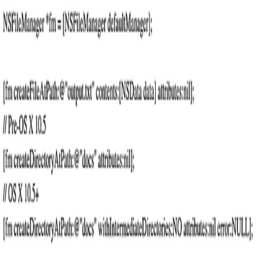 NSFileManager *fm = [NSFileManager defaultManager];
[fm createFileAtPath:@"output.txt" contents:[NSData data] attributes:nil];
// Pre-OS X 10.5
[fm createDirectoryAtPath:@"docs" attributes:nil];
// OS X 10.5+
[fm createDirectoryAtPath:@"docs" withIntermediateDirectories:NO attributes:nil error:NULL];